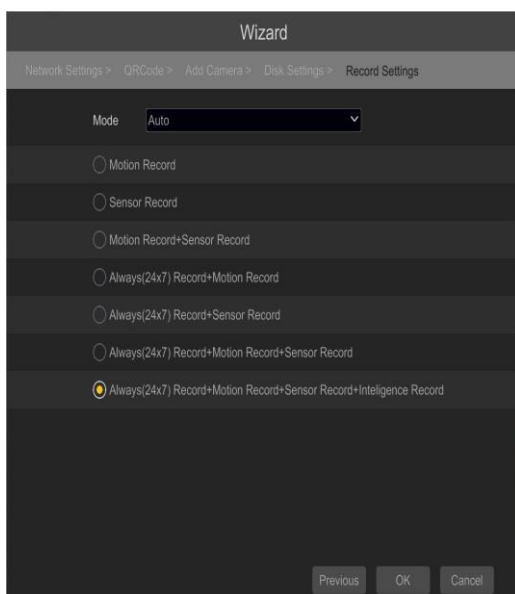 Wizard
Network Settings > QRCode > Add Camera > Disk Settings > Record Settings
Mode Auto
Motion Record
Sensor Record
Motion Record+Sensor Record
Always(24x7) Record+Motion Record
Always(24x7) Record+Sensor Record
Always(24x7) Record+Motion Record+Sensor Record
Always(24x7) Record+Motion Record+Sensor Record+Inteligence Record
Previous OK Cancel